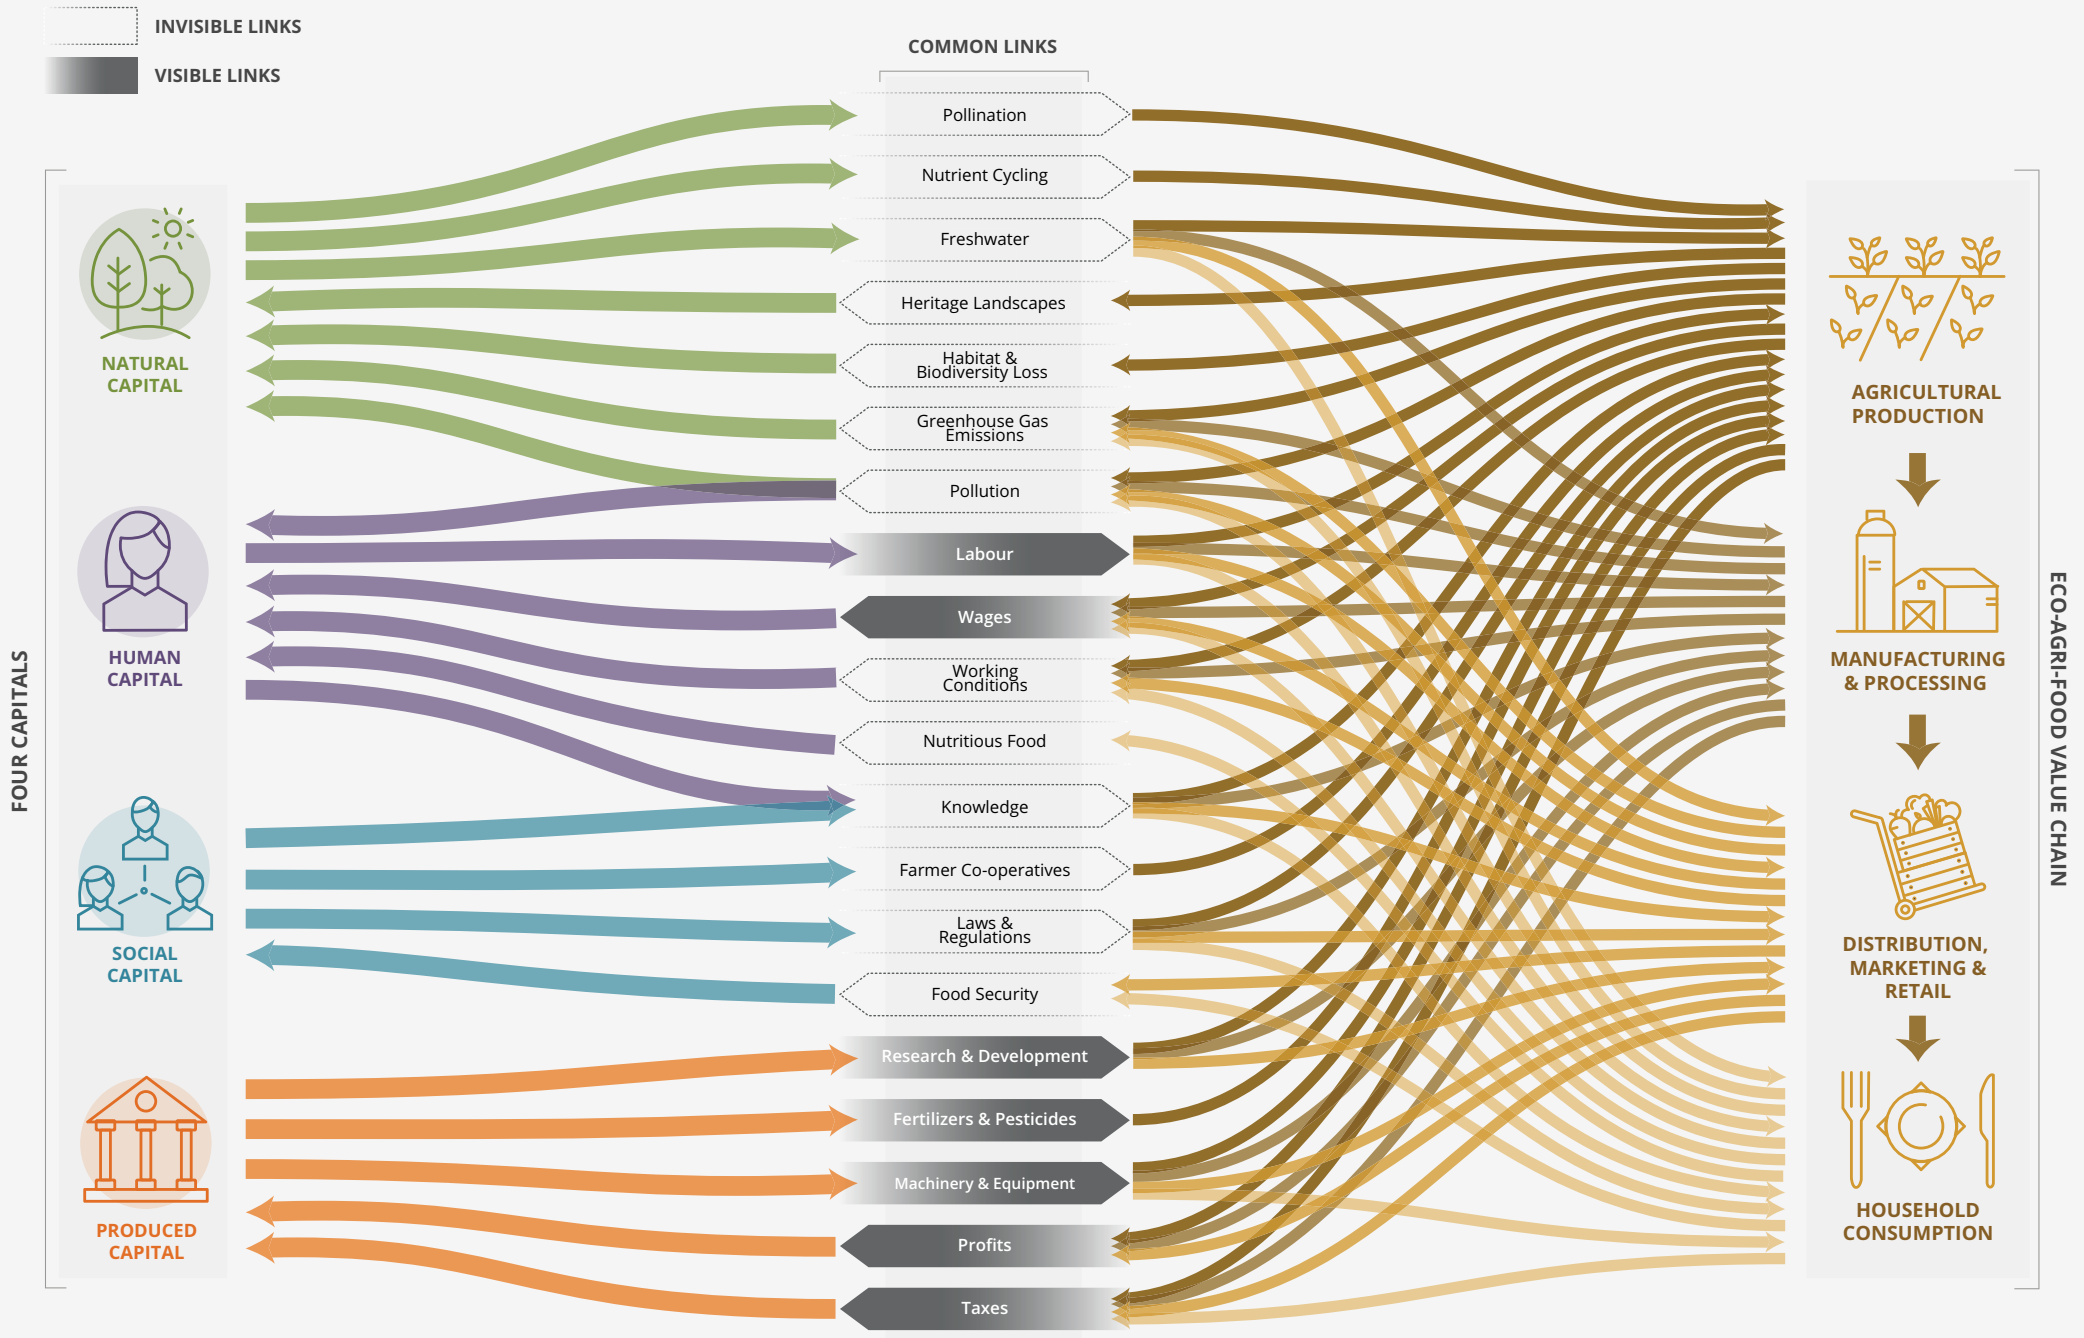 INVISIBLE LINKS
VISIBLE LINKS
COMMON LINKS
FOUR CAPITALS
NATURAL
CAPITAL
HUMAN
CAPITAL
SOCIAL
CAPITAL
PRODUCED
CAPITAL
Pollination
Nutrient Cycling
Freshwater
Heritage Landscapes
Habitat &
Biodiversity Loss
Greenhouse Gas
Emissions
Pollution
Labour
Wages
Working
Conditions
Nutritious Food
Knowledge
Farmer Co-operatives
Laws &
Regulations
Food Security
Research & Development
Fertilizers & Pesticides
Machinery & Equipment
Profits
Taxes
AGRICULTURAL
PRODUCTION
MANUFACTURING
& PROCESSING
DISTRIBUTION,
MARKETING &
RETAIL
HOUSEHOLD
CONSUMPTION
ECO-AGRI-FOOD VALUE CHAIN